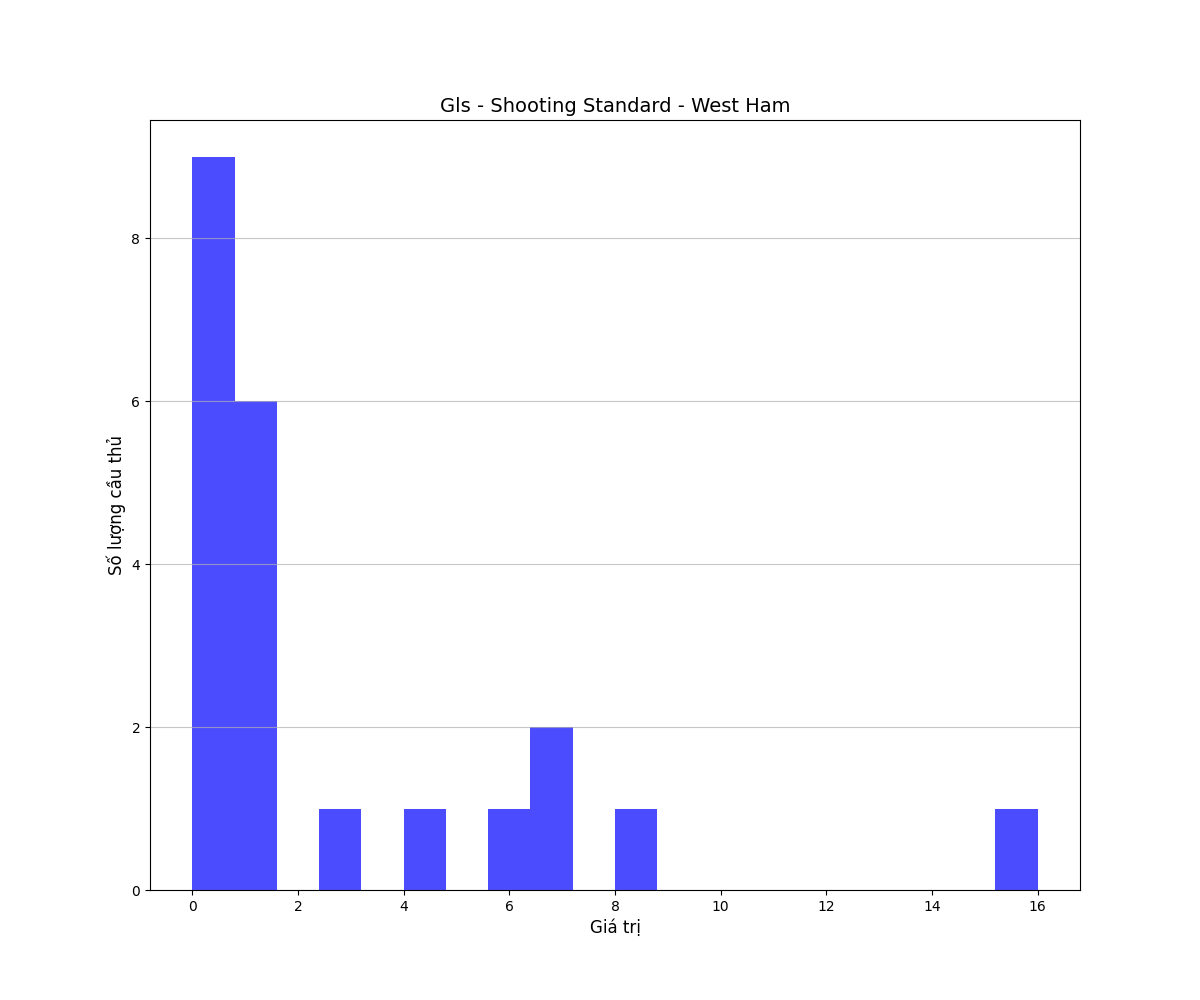 Gls - Shooting Standard - West Ham
Số lượng cầu thủ
8
6
4
2
0
0 2 4 6 8 10 12 14 16
Giá trị